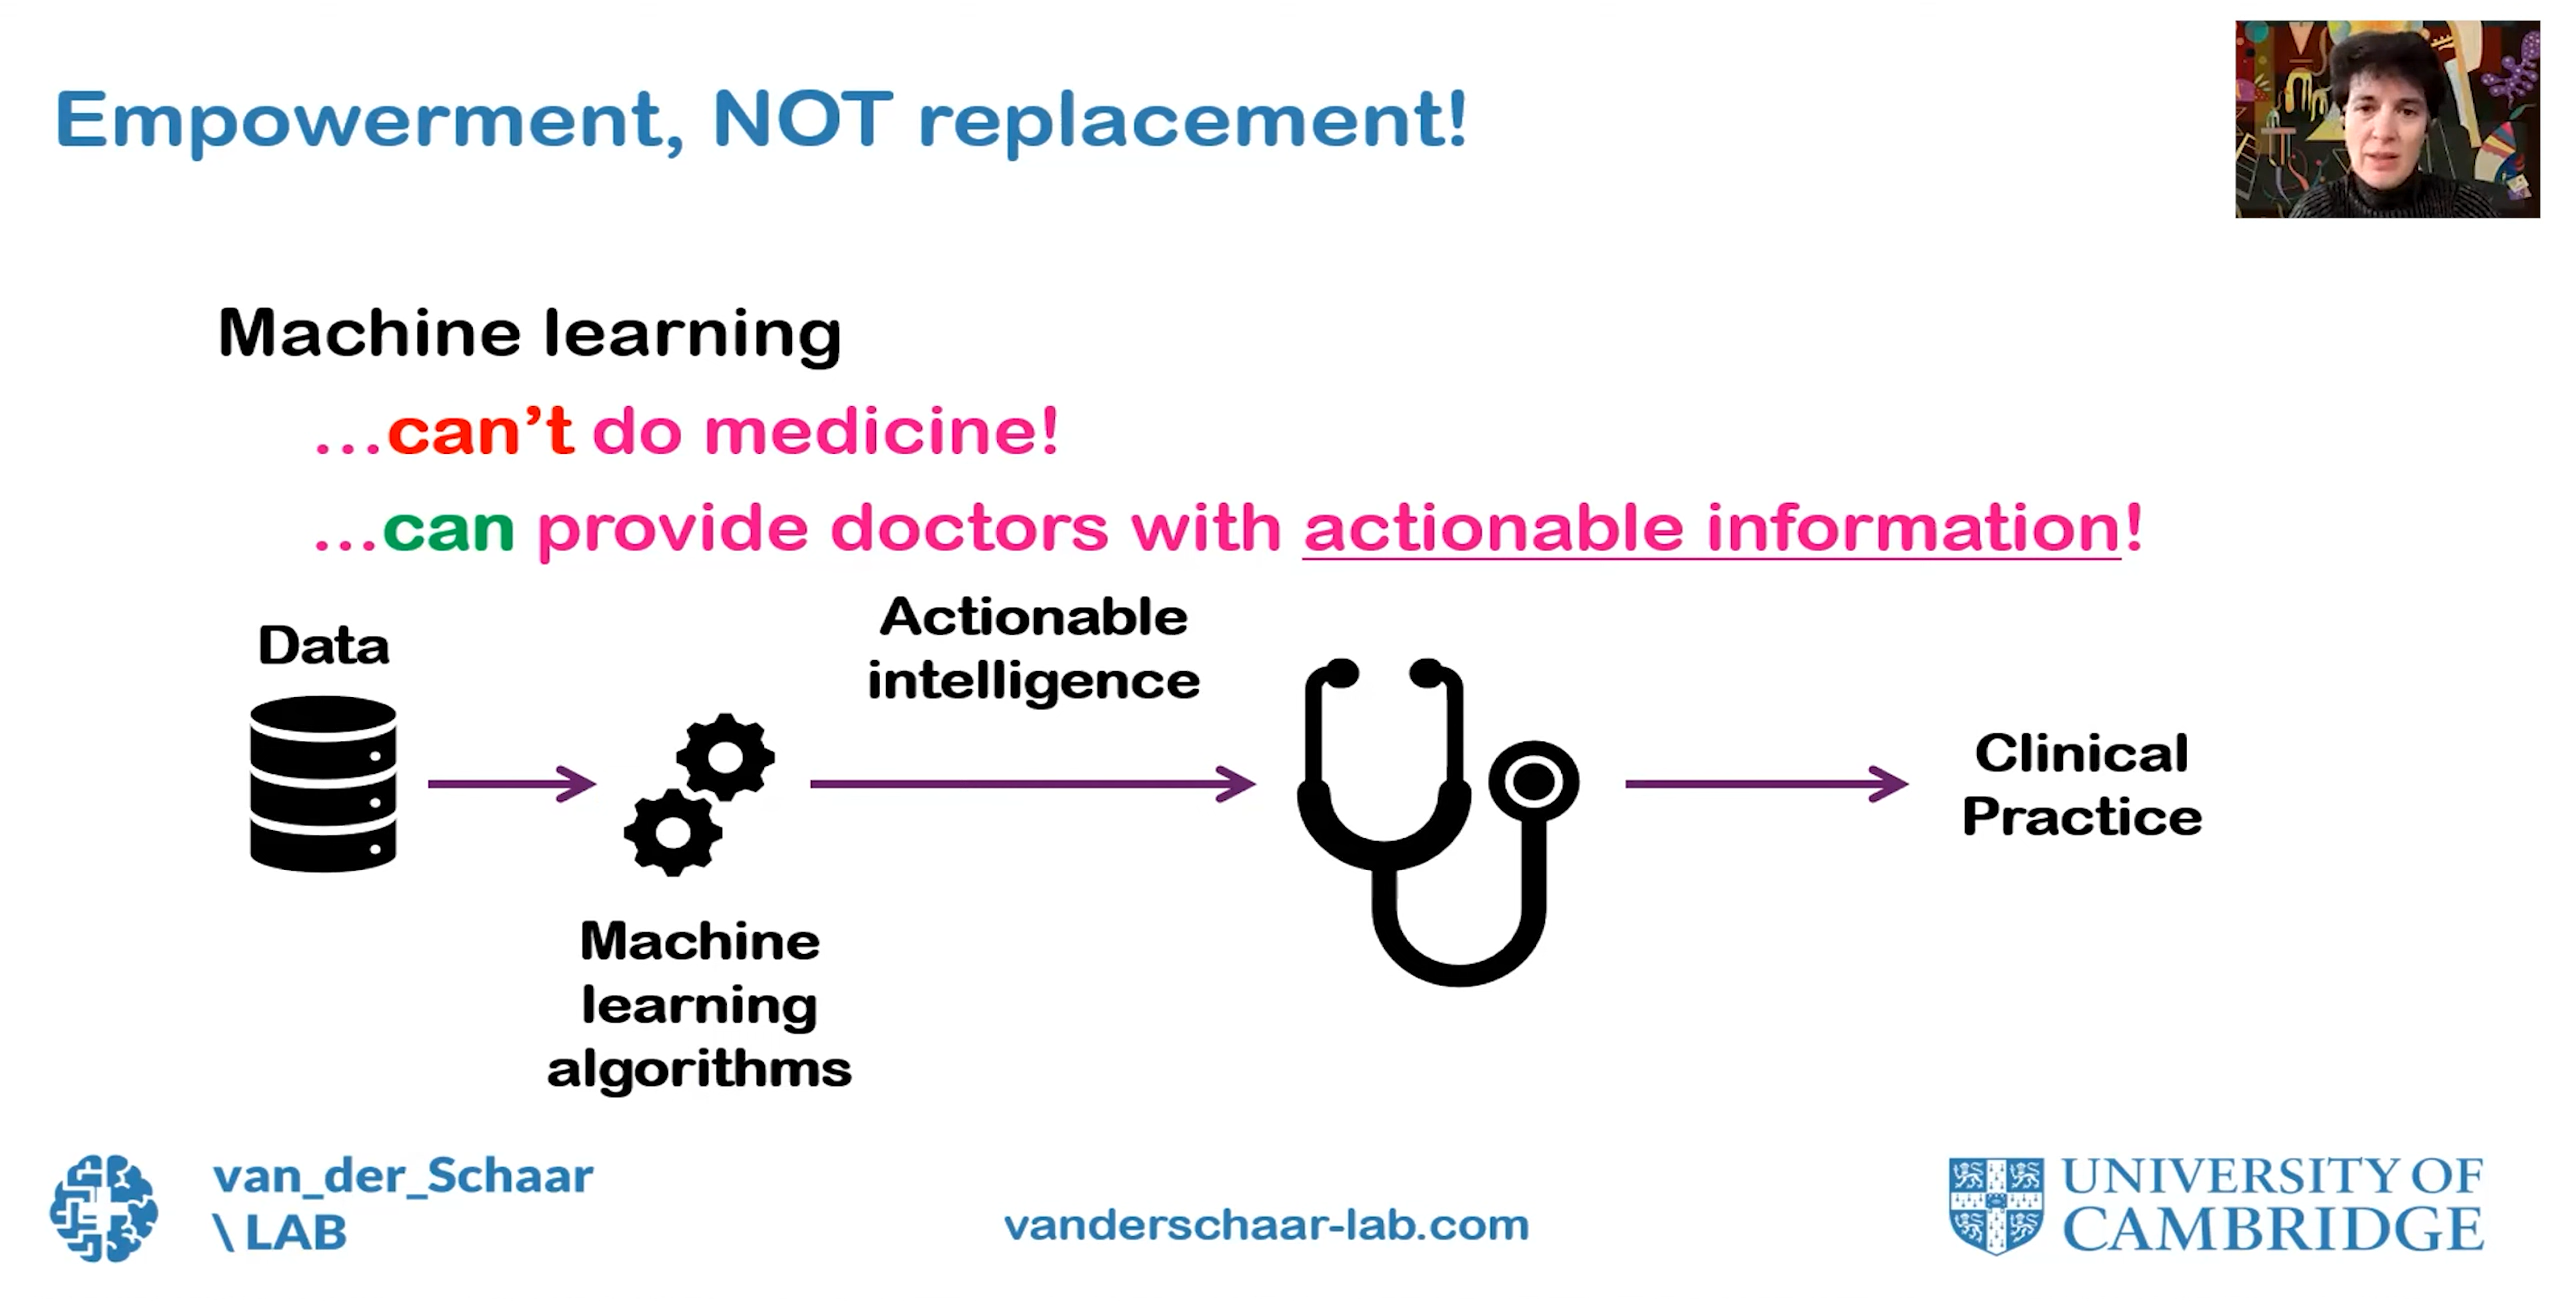 Empowerment, NOT replacement!
Machine learning
...can't do medicine!
...can provide doctors with actionable information!
Data
Actionable
intelligence
Machine
learning
algorithms
Clinical
Practice
van_der_Schaar
\ LAB
vanderschaar-lab.com
UNIVERSITY OF
CAMBRIDGE